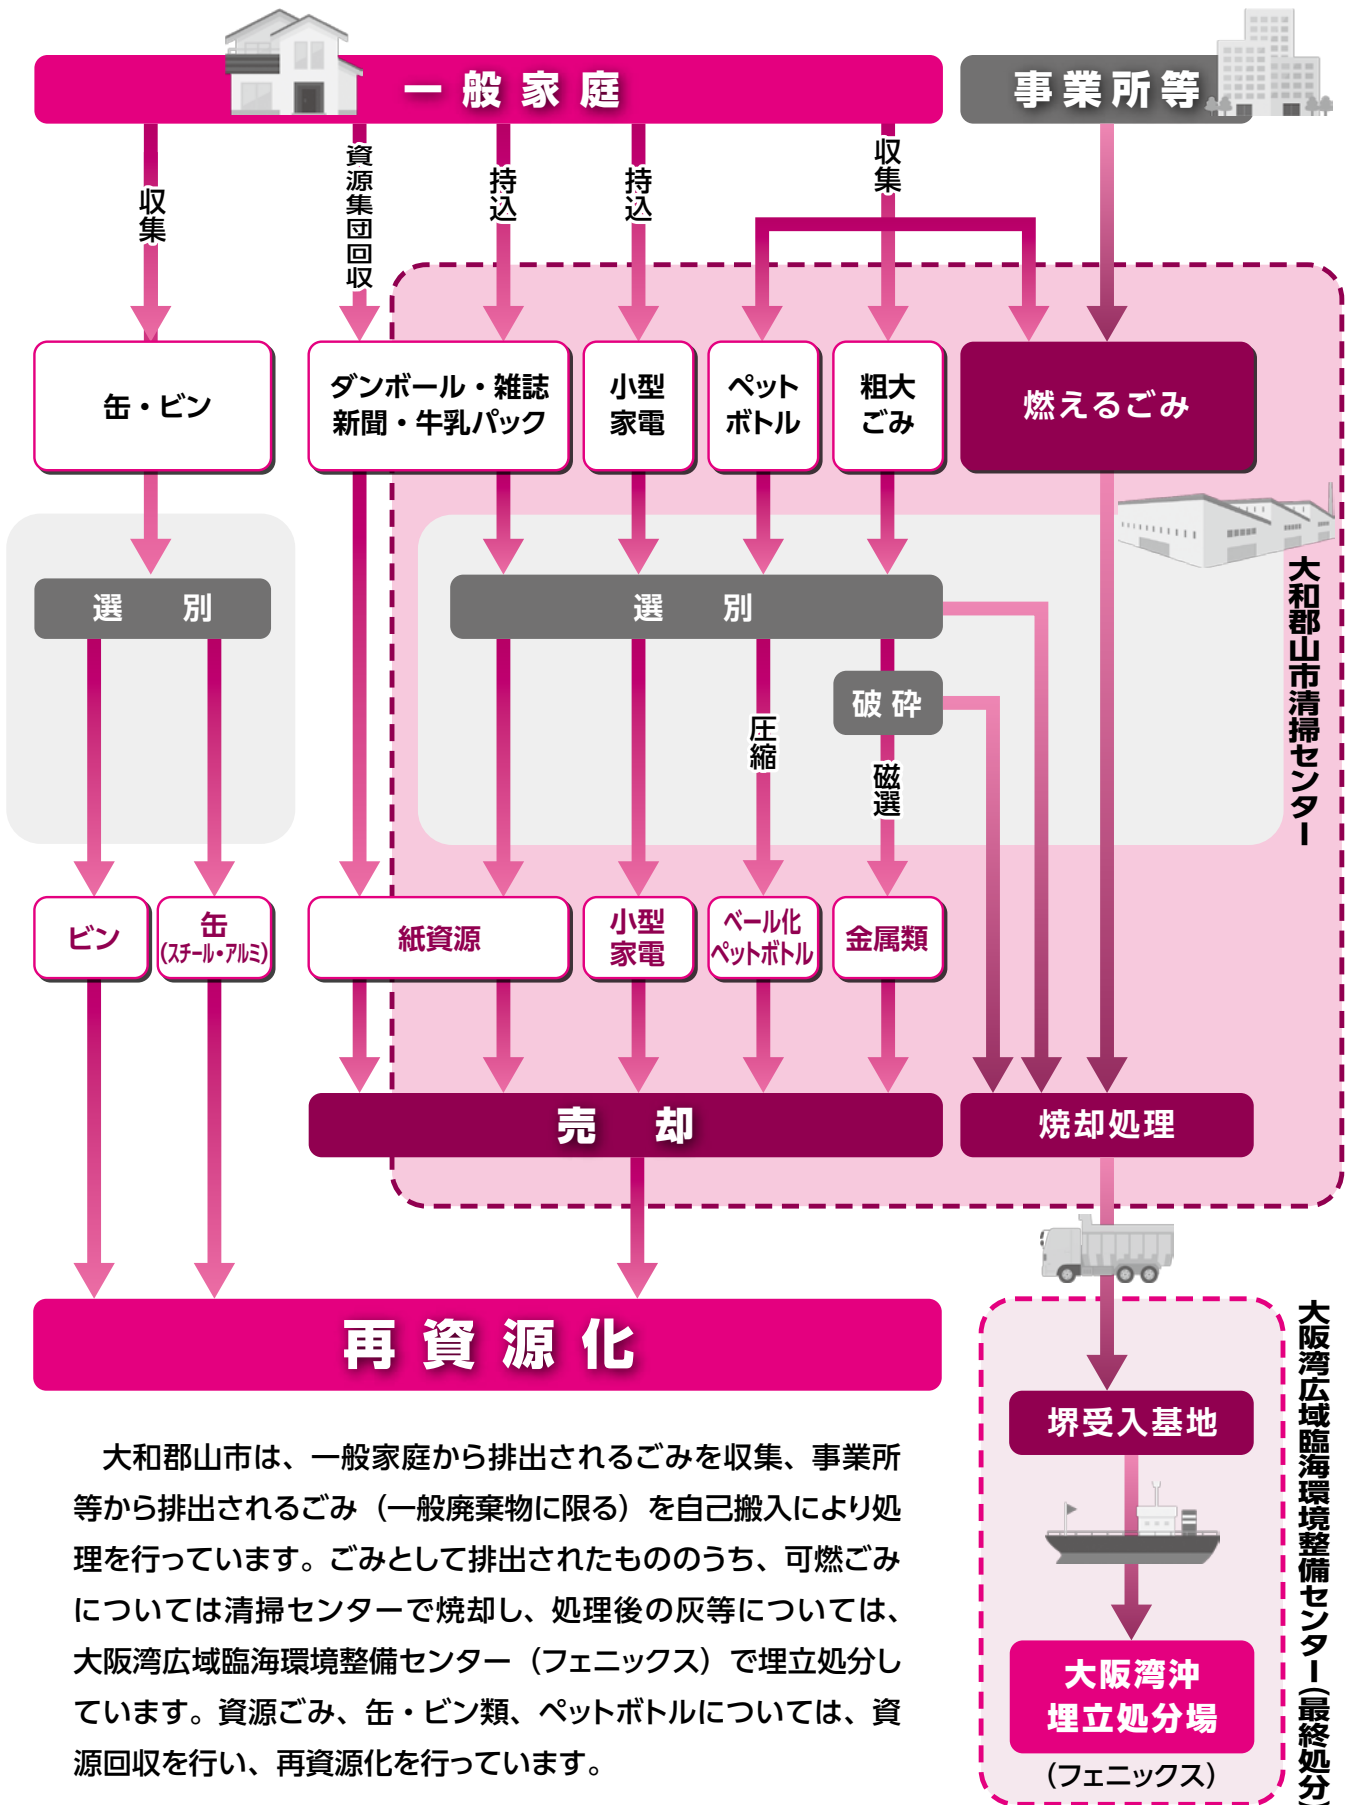 一般家庭
事業所等
収集
資源集団回収
持込
持込
収集
缶・ビン
ダンボール・雑誌
新聞・牛乳パック
小型
家電
ペット
ボトル
粗大
ごみ
燃えるごみ
大和郡山市清掃センター
選別
選別
破砕
圧縮
磁選
ビン
缶
(スチール・アルミ)
紙資源
小型
家電
ベール化
ペットボトル
金属類
売却
焼却処理
再資源化
堺受入基地
大阪湾沖
埋立処分場
(フェニックス)
大阪湾広域臨海環境整備センター(最終処分
大和郡山市は、一般家庭から排出されるごみを収集、事業所
等から排出されるごみ(一般廃棄物に限る)を自己搬入により処
理を行っています。ごみとして排出されたもののうち、可燃ごみ
については清掃センターで焼却し、処理後の灰等については、
大阪湾広域臨海環境整備センター(フェニックス)で埋立処分し
ています。資源ごみ、缶・ビン類、ペットボトルについては、資
源回収を行い、再資源化を行っています。